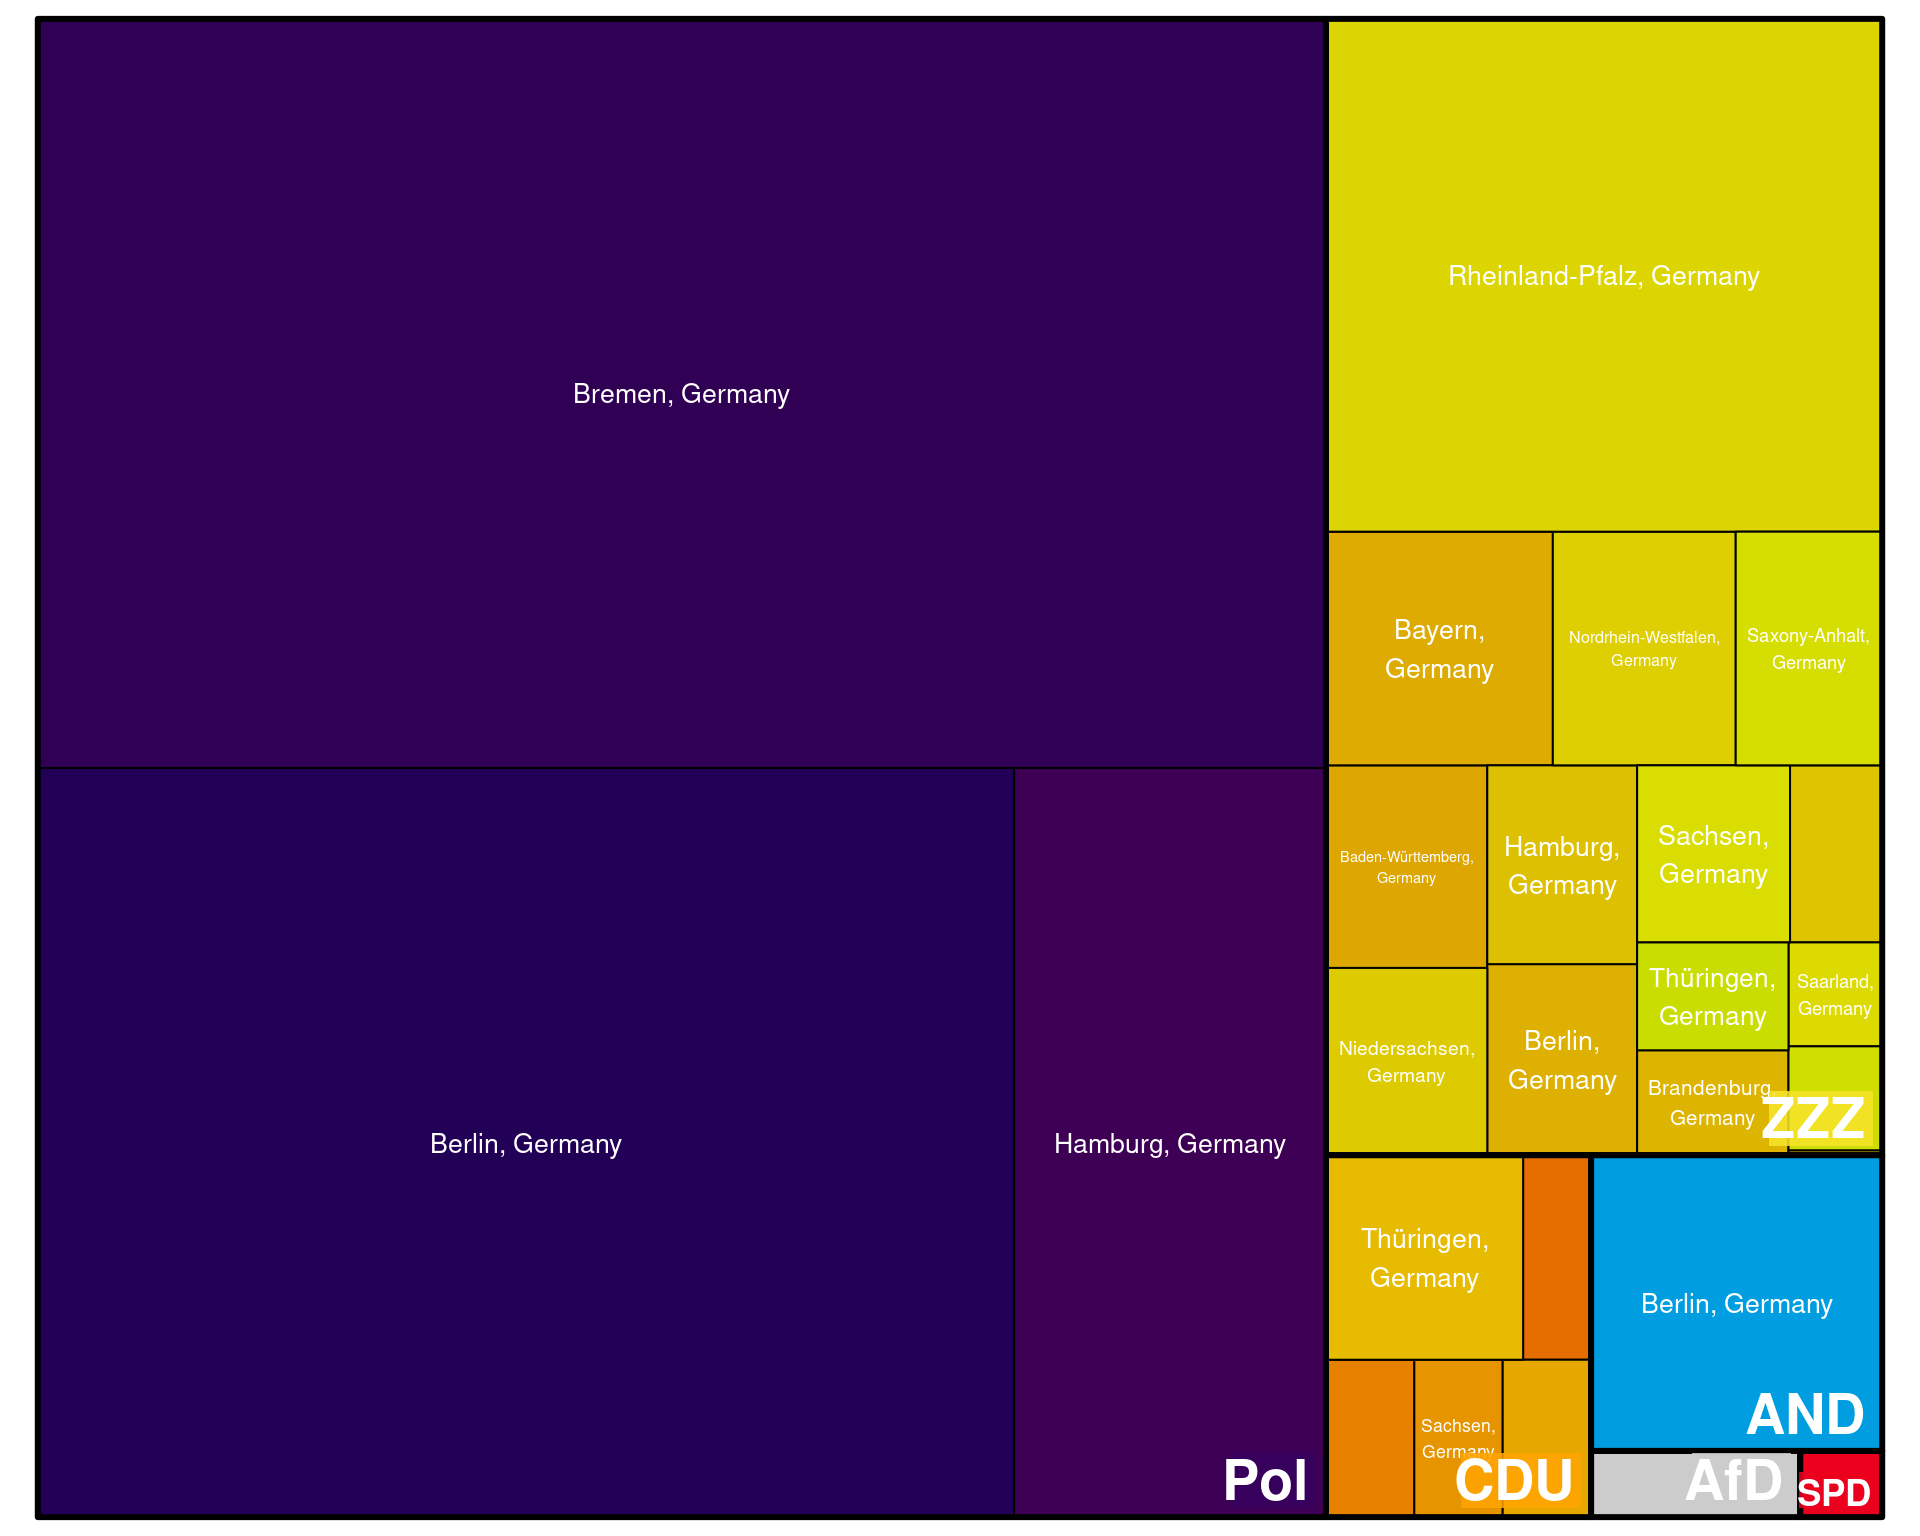 Bremen, Germany
Berlin, Germany
Hamburg, Germany
Pol
Rheinland-Pfalz, Germany
Bayern,
Germany
Nordrhein-Westfalen,
Germany
Saxony-Anhalt,
Germany
Baden-Württemberg,
Germany
Hamburg,
Germany
Sachsen,
Germany
Niedersachsen,
Germany
Berlin,
Germany
Thüringen,
Germany
Saarland,
Germany
Brandenburg
Germany
ZZZ
Thüringen,
Germany
Sachsen,
Germany
CDU
Berlin, Germany
AND
AfD
SPD